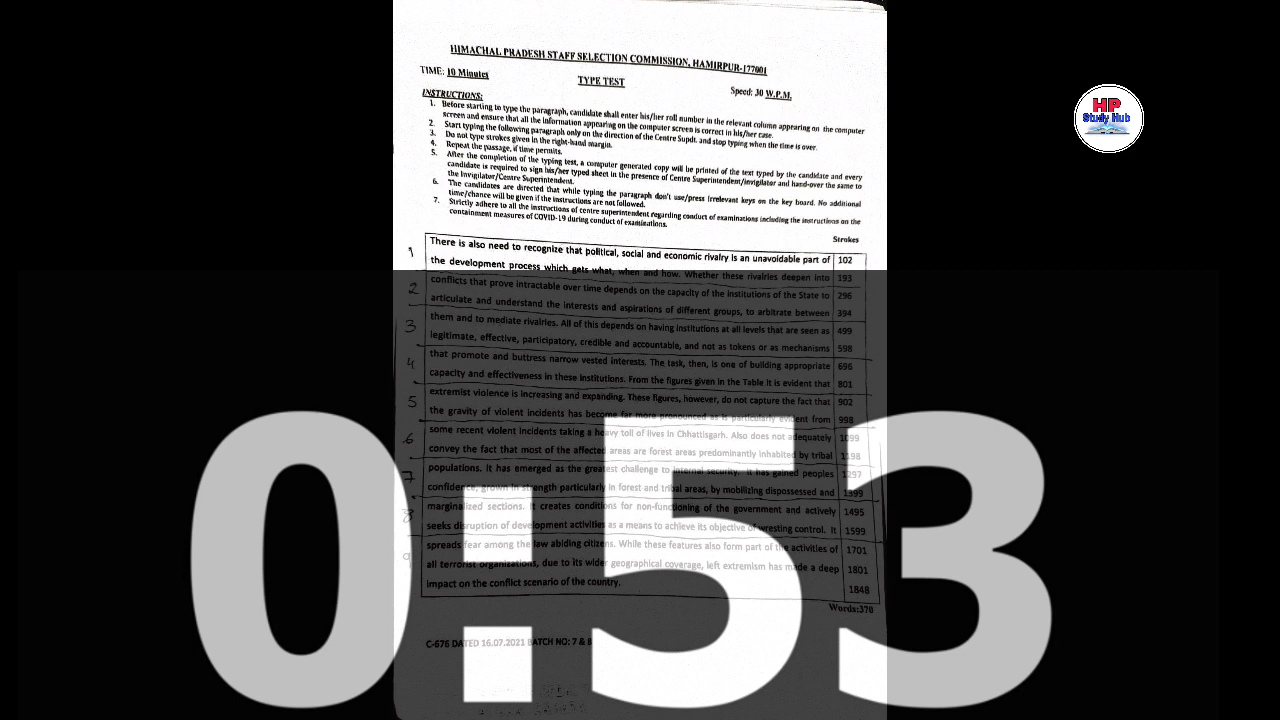 HIMACHAL PRADESH STAFF SELECTION COMMISSION, HAMIRPUR-177001
TIME: 10 Minutes
TYPE TEST
Speed: 30 W.P.M.
INSTRUCTIONS:
1. Before starting to type the paragraph, candidate shall enter his/her roll number in the relevant column appearing on the computer
screen and ensure that all the information appearing on the computer screen is correct in his/her case.
2. Start typing the following paragraph only on the direction of the Centre Supdt. and stop typing when the time is over.
3. Do not type strokes given in the right-hand margin.
4. Repeat the passage, if time permits.
5. After the completion of the typing test, a computer generated copy will be printed of the text typed by the candidate and every
candidate is required to sign his/her typed sheet in the presence of Centre Superintendent/invigilator and hand-over the same to
the Invigilator/Centre Superintendent.
6. The candidates are directed that while typing the paragraph don't use/press irrelevant keys on the key board. No additional
time/chance will be given if the instructions are not followed.
7. Strictly adhere to all the instructions of centre superintendent regarding conduct of examinations including the instructions on the
containment measures of COVID-19 during conduct of examinations.
Strokes
1 There is also need to recognize that political, social and economic rivalry is an unavoidable part of 102
the development process which gets what, when and how. Whether these rivalries deepen into 193
2 conflicts that prove intractable over time depends on the capacity of the institutions of the State to 296
articulate and understand the interests and aspirations of different groups, to arbitrate between 394
3 them and to mediate rivalries. All of this depends on having institutions at all levels that are seen as 499
legitimate, effective, participatory, credible and accountable, and not as tokens or as mechanisms 598
4 that promote and buttress narrow vested interests. The task, then, is one of building appropriate 696
capacity and effectiveness in these institutions. From the figures given in the Table it is evident that 801
5 extremist violence is increasing and expanding. These figures, however, do not capture the fact that 902
the gravity of violent incidents has become far more pronounced as is particularly evident from 998
6 some recent violent incidents taking a heavy toll of lives in Chhattisgarh. Also does not adequately 1099
convey the fact that most of the affected areas are forest areas predominantly inhabited by tribal 1198
7 populations. It has emerged as the greatest challenge to internal security. It has gained peoples 1297
confidence, grown in strength particularly in forest and tribal areas, by mobilizing dispossessed and 1399
8 marginalized sections. It creates conditions for non-functioning of the government and actively 1495
seeks disruption of development activities as a means to achieve its objective of wresting control. It 1599
9 spreads fear among the law abiding citizens. While these features also form part of the activities of 1701
all terrorist organizations, due to its wider geographical coverage, left extremism has made a deep 1801
impact on the conflict scenario of the country. 1848
Words:370
C-676 DATED 16.07.2021 BATCH NO: 7 & 8
HP
Study Hub
0:53